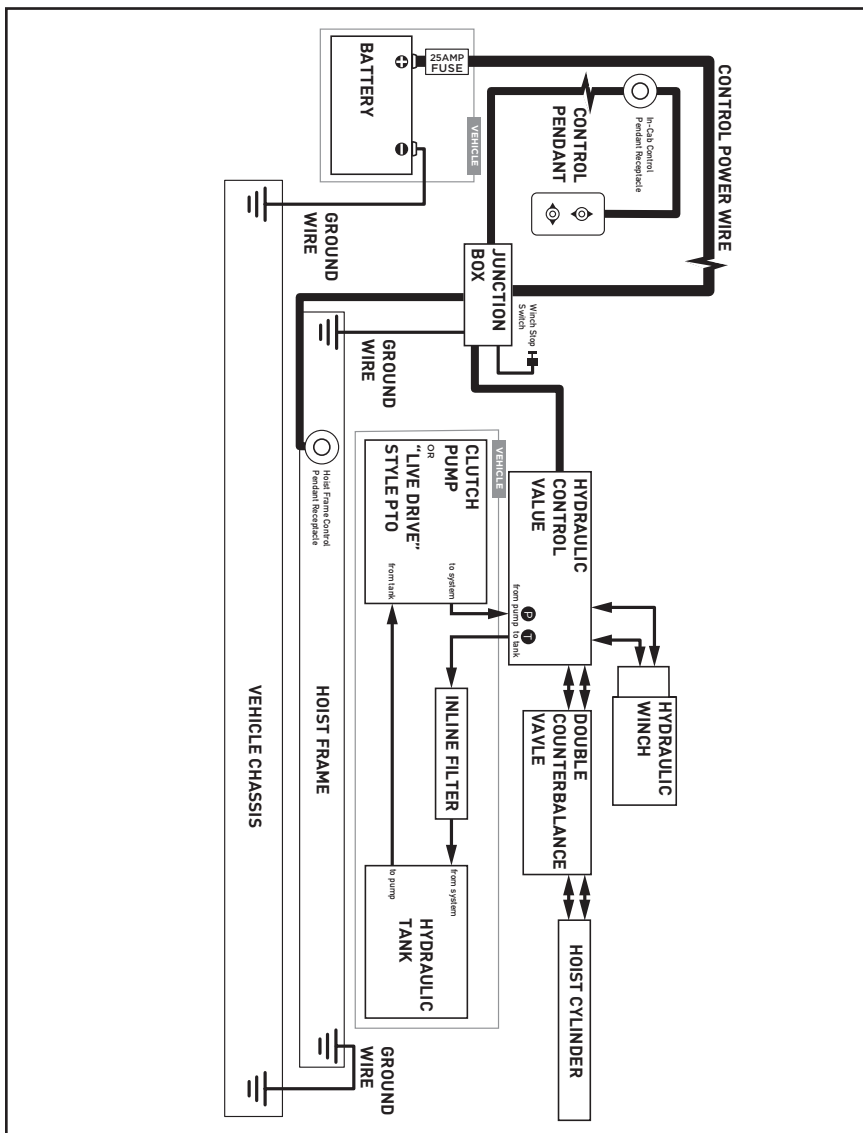 BATTERY
25AMP
FUSE
VEHICLE
CONTROL POWER WIRE
In-Cab Control
Pendant Receptacle
CONTROL
PENDANT
GROUND
WIRE
JUNCTION
BOX
Winch Stop
Switch
GROUND
WIRE
Hoist Frame Control
Pendant Receptacle
VEHICLE
CLUTCH
PUMP
OR
"LIVE DRIVE"
STYLE PTO
to system
from tank
HYDRAULIC
CONTROL
VALUE
P
T
from pump
to tank
HYDRAULIC
WINCH
DOUBLE
COUNTERBALANCE
VAVLE
HOIST CYLINDER
INLINE FILTER
from system
to pump
HYDRAULIC
TANK
HOIST FRAME
VEHICLE CHASSIS
GROUND
WIRE